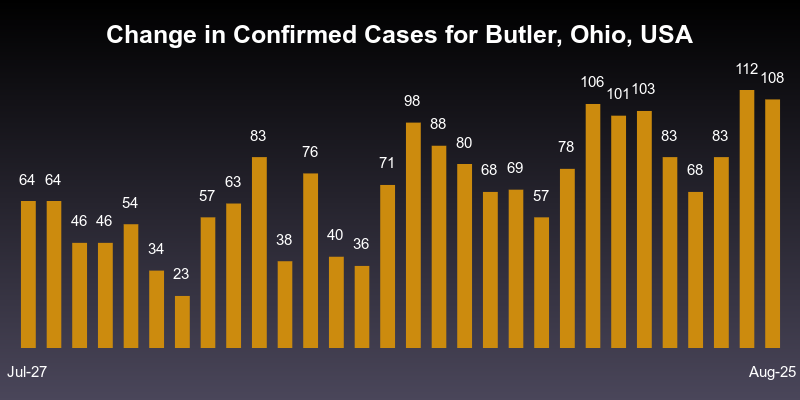 Change in Confirmed Cases for Butler, Ohio, USA
64 64 46 46 54 34 23 57 63 83 38 76 40 36 71 98 88 80 68 69 57 78 106 101 103 83 68 83 112 108
Jul-27 Aug-25